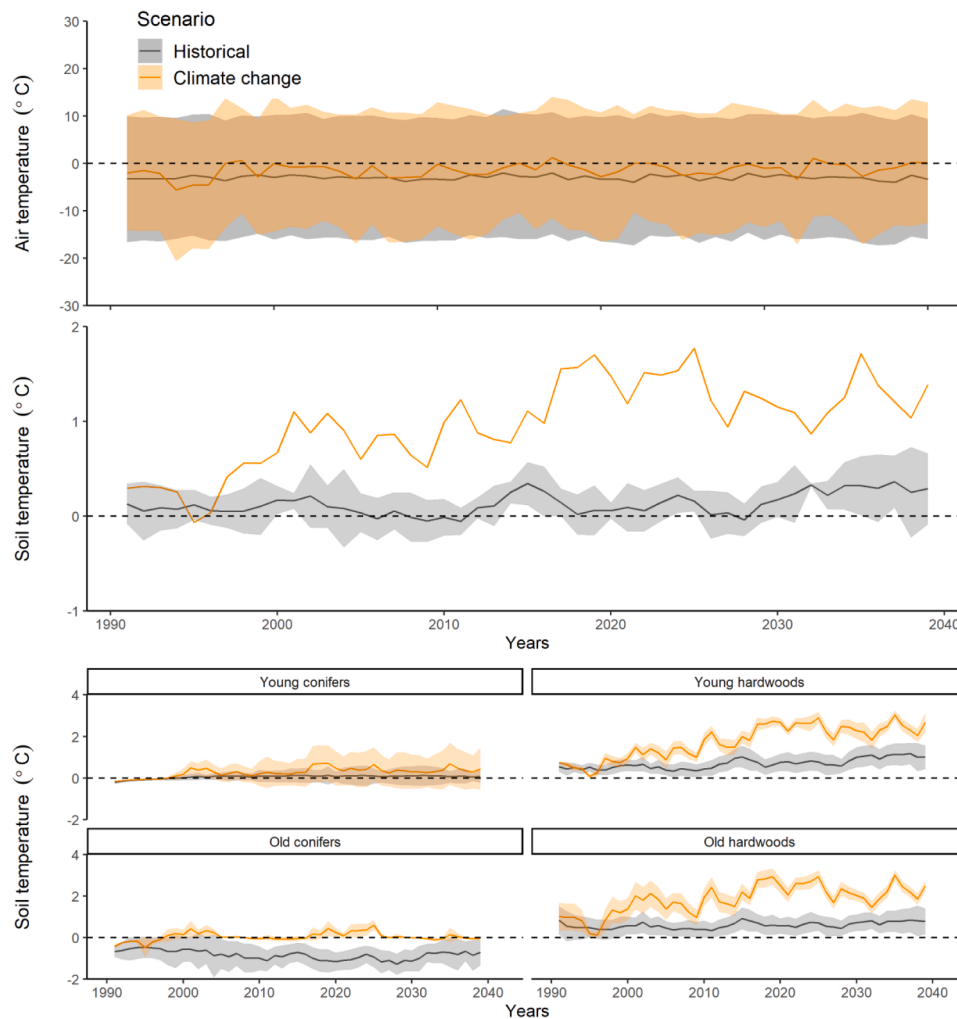 Scenario
Historical
Climate change
Air temperature (° C)
30
20
10
0
-10
-20
-30
Soil temperature (° C)
2
1
0
-1
1990 2000 2010 2020 2030 2040
Years
Young conifers Young hardwoods
Soil temperature (° C)
4
2
0
-2
Old conifers Old hardwoods
4
2
0
-2
1990 2000 2010 2020 2030 2040 1990 2000 2010 2020 2030 2040
Years